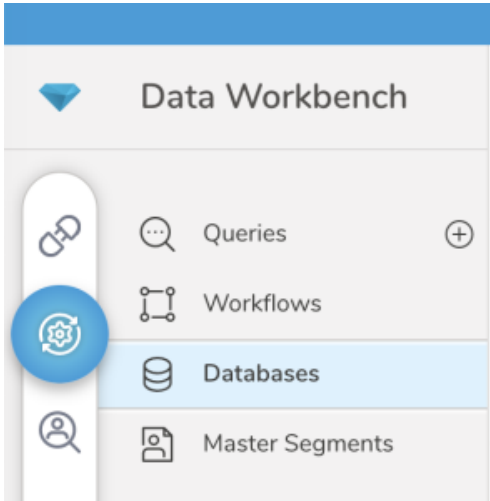 Data Workbench
Queries
Workflows
Databases
Master Segments